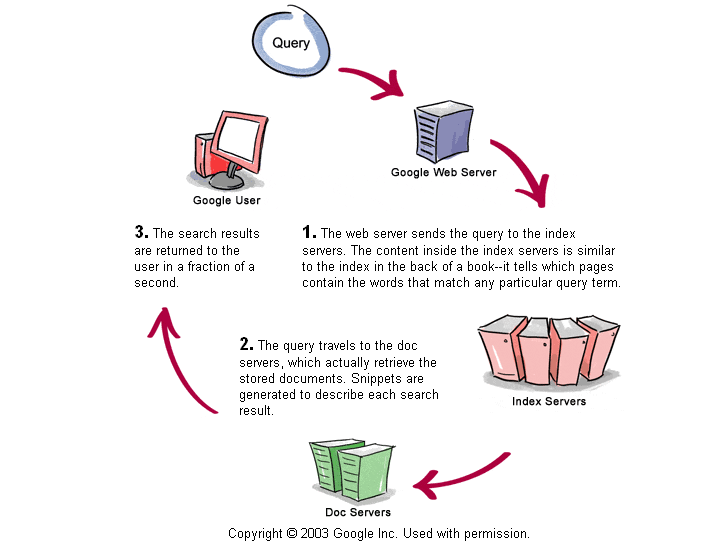 Query
Google Web Server
Google User
3. The search results
are returned to the
user in a fraction of a
second.
1. The web server sends the query to the index
servers. The content inside the index servers is similar
to the index in the back of a book--it tells which pages
contain the words that match any particular query term.
2. The query travels to the doc
servers, which actually retrieve the
stored documents. Snippets are
generated to describe each search
result.
Index Servers
Doc Servers
Copyright © 2003 Google Inc. Used with permission.